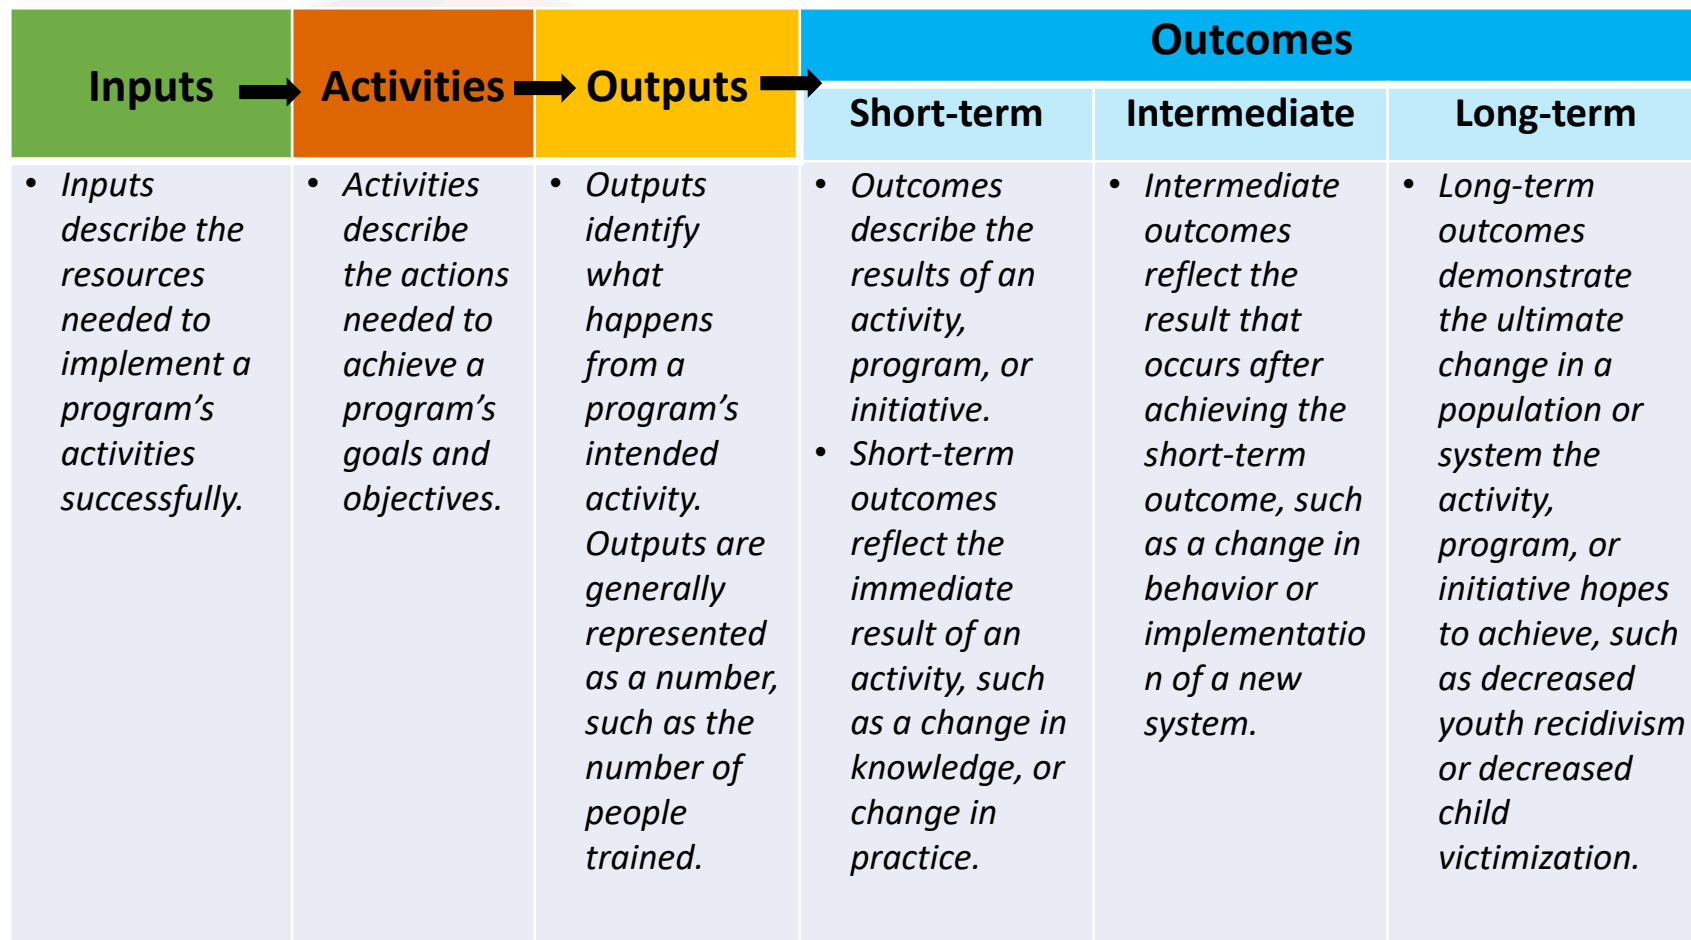 Inputs
Activities
Outputs
Outcomes
Short-term
Intermediate
Long-term
• Inputs
describe the
resources
needed to
implement a
program’s
activities
successfully.
• Activities
describe
the actions
needed to
achieve a
program’s
goals and
objectives.
• Outputs
identify
what
happens
from a
program’s
intended
activity.
Outputs are
generally
represented
as a number,
such as the
number of
people
trained.
• Outcomes
describe the
results of an
activity,
program, or
initiative.
• Short-term
outcomes
reflect the
immediate
result of an
activity, such
as a change in
knowledge, or
change in
practice.
• Intermediate
outcomes
reflect the
result that
occurs after
achieving the
short-term
outcome, such
as a change in
behavior or
implementatio
n of a new
system.
• Long-term
outcomes
demonstrate
the ultimate
change in a
population or
system the
activity,
program, or
initiative hopes
to achieve, such
as decreased
youth recidivism
or decreased
child
victimization.